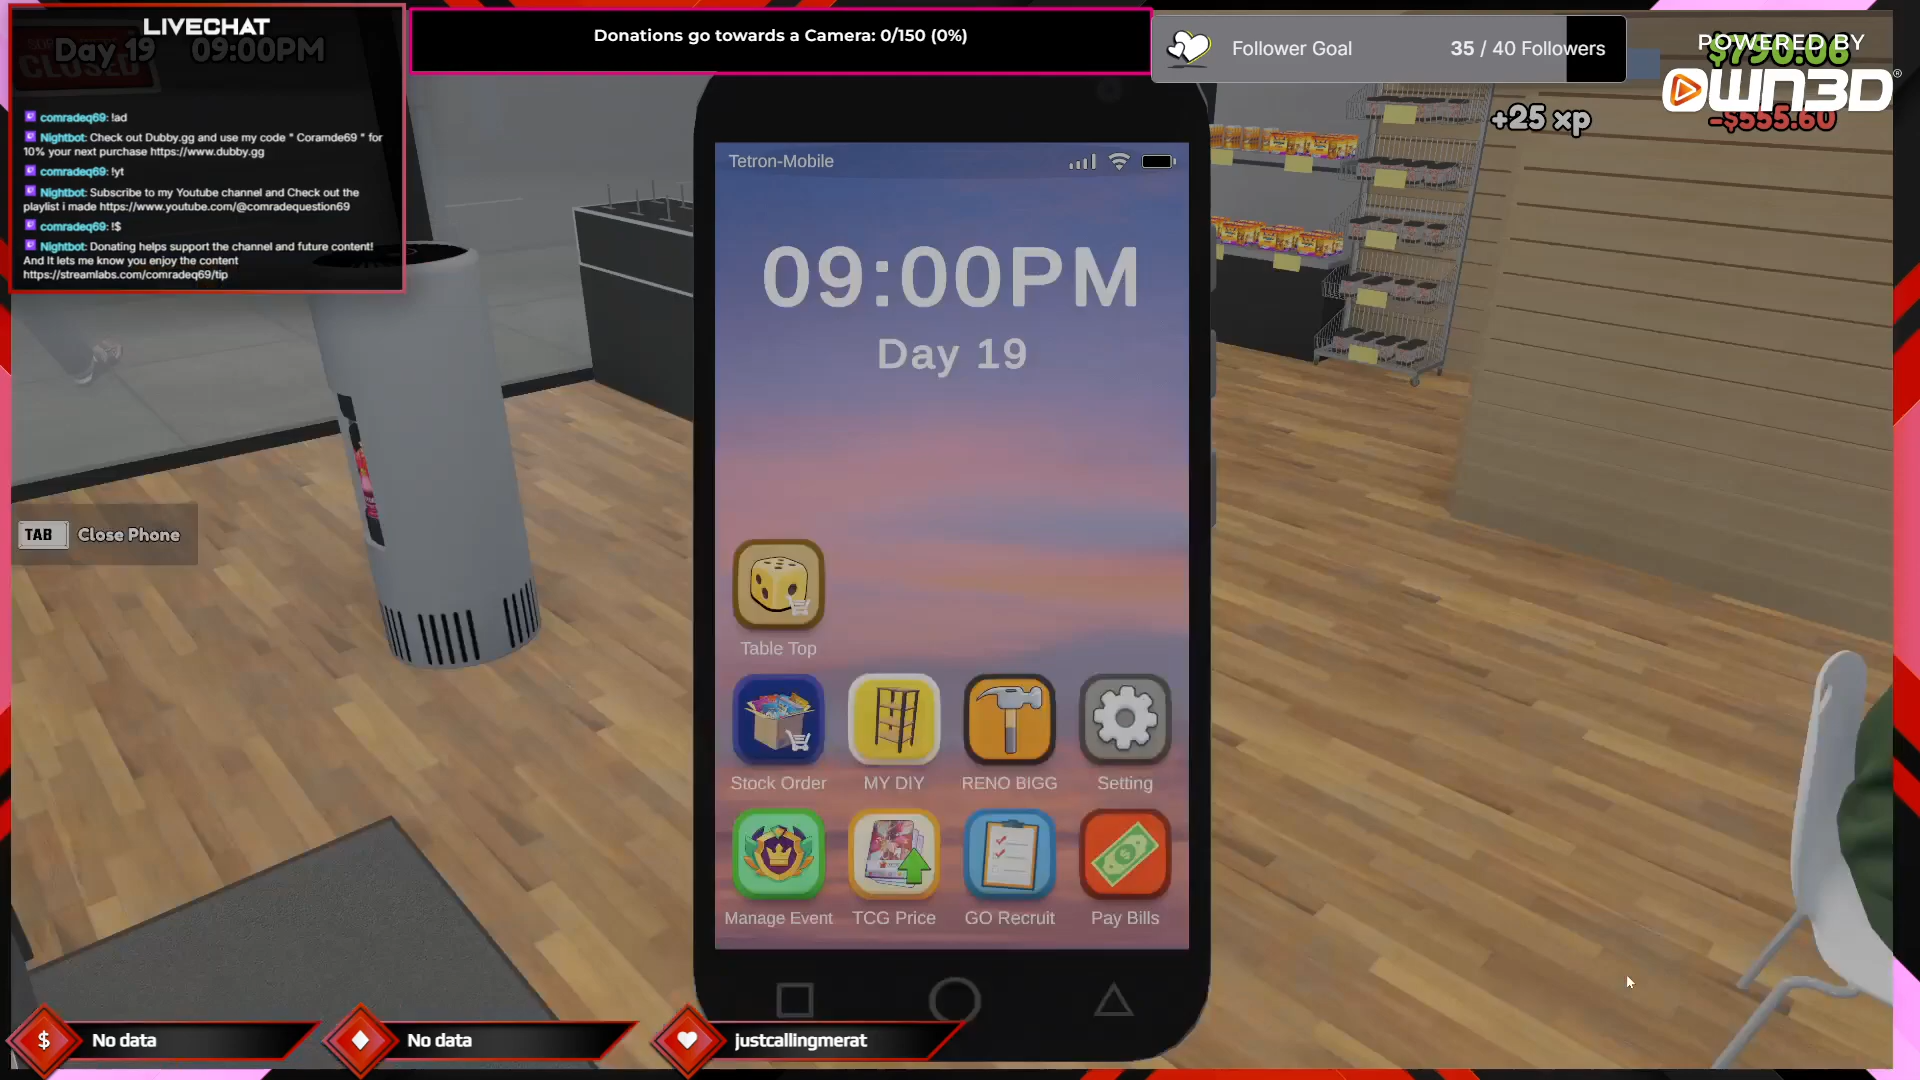 LIVECHAT
Day 19 09:00PM
CLOSED
comradeq69: !ad
Nightbot: Check out Dubby.gg and use my code " Coramde69 " for
10% your next purchase https://www.dubby.gg
comradeq69: !yt
Nightbot: Subscribe to my Youtube channel and Check out the
playlist i made https://www.youtube.com/@comradequestion69
comradeq69: !$
Nightbot: Donating helps support the channel and future content!
And It lets me know you enjoy the content
https://streamlabs.com/comradeq69/tip
Donations go towards a Camera: 0/150 (0%)
Follower Goal 35 / 40 Followers
POWERED BY
OWN3D
$790.06
-$555.60
+25 xp
Tetron-Mobile
09:00PM
Day 19
TAB Close Phone
Table Top
Stock Order MY DIY RENO BIGG Setting
Manage Event TCG Price GO Recruit Pay Bills
$ No data
No data
justcallingmerat